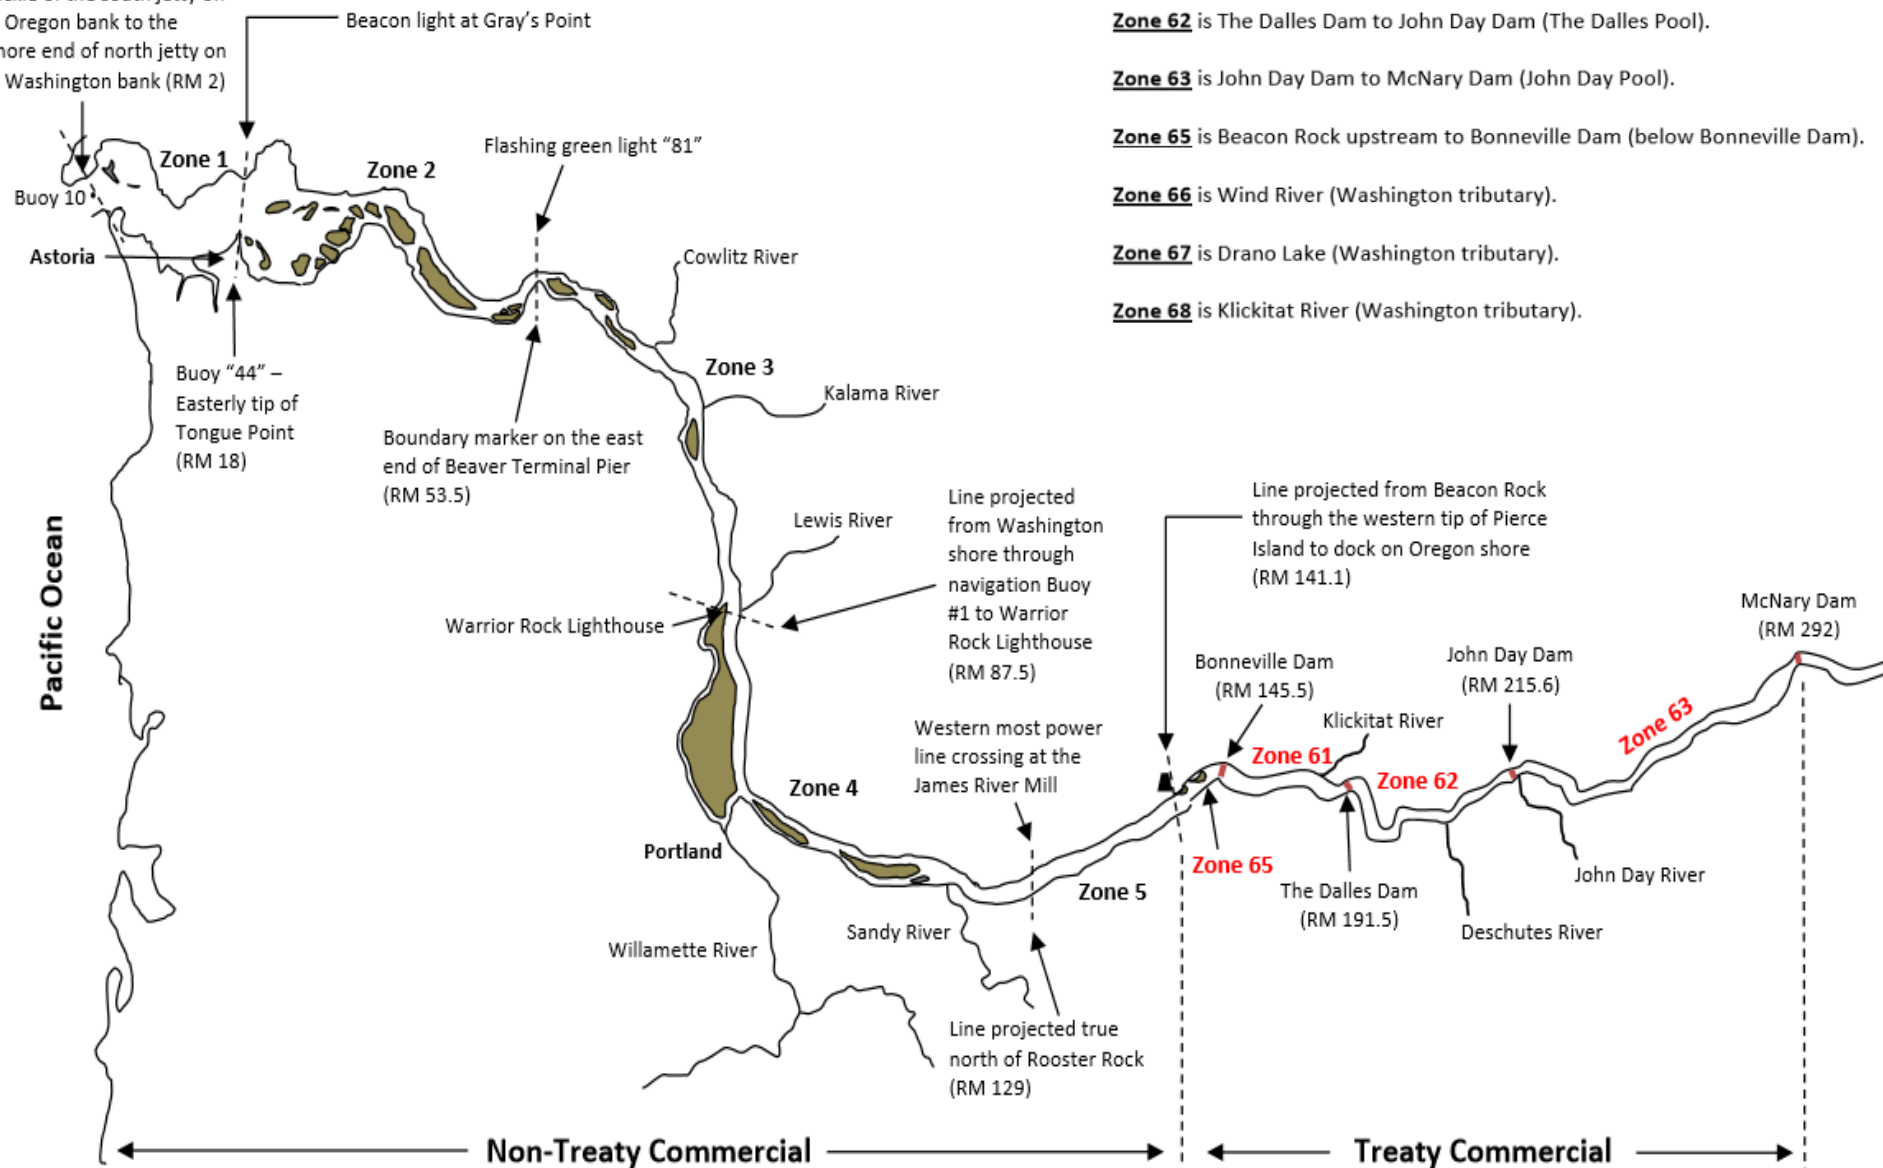 Oregon bank to the
end of north jetty on
Washington bank (RM 2)
Beacon light at Gray's Point
Zone 62 is The Dalles Dam to John Day Dam (The Dalles Pool).
Zone 63 is John Day Dam to McNary Dam (John Day Pool).
Zone 65 is Beacon Rock upstream to Bonneville Dam (below Bonneville Dam).
Zone 66 is Wind River (Washington tributary).
Zone 67 is Drano Lake (Washington tributary).
Zone 68 is Klickitat River (Washington tributary).
Zone 1
Zone 2
Flashing green light "81"
Buoy 10
Astoria
Cowlitz River
Buoy "44" –
Easterly tip of
Tongue Point
(RM 18)
Zone 3
Kalama River
Boundary marker on the east
end of Beaver Terminal Pier
(RM 53.5)
Pacific Ocean
Lewis River
Line projected
from Washington
shore through
navigation Buoy
#1 to Warrior
Rock Lighthouse
(RM 87.5)
Line projected from Beacon Rock
through the western tip of Pierce
Island to dock on Oregon shore
(RM 141.1)
Warrior Rock Lighthouse
McNary Dam
(RM 292)
Bonneville Dam
(RM 145.5)
John Day Dam
(RM 215.6)
Klickitat River
Zone 63
Western most power
line crossing at the
James River Mill
Zone 61
Zone 62
Zone 4
Portland
Zone 5
Zone 65
The Dalles Dam
(RM 191.5)
John Day River
Deschutes River
Sandy River
Willamette River
Line projected true
north of Rooster Rock
(RM 129)
Non-Treaty Commercial
Treaty Commercial